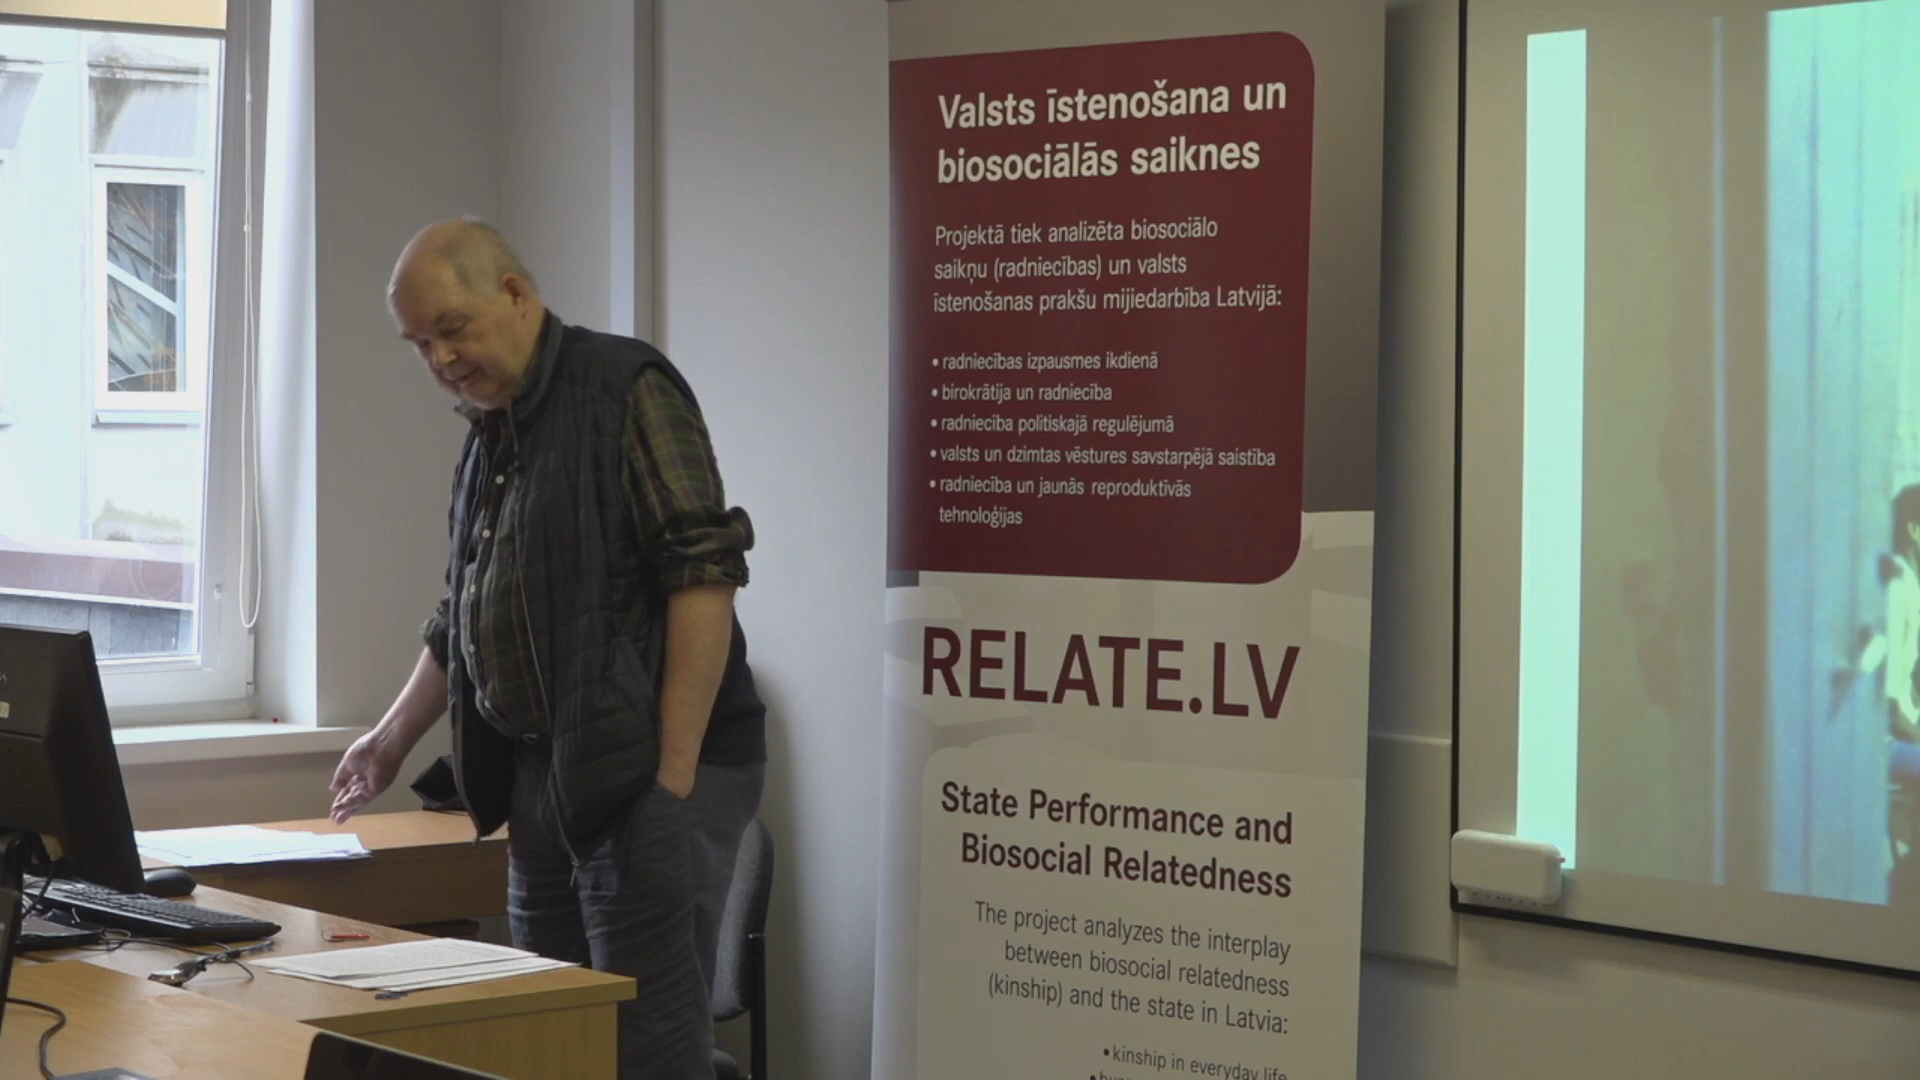 Valsts īstenošana un
biosociālās saiknes
Projektā tiek analizēta biosociālo
saikņu (radniecības) un valsts
īstenošanas prakšu mijiedarbība Latvijā:
• radniecības izpausmes ikdienā
• birokrātija un radniecība
• radniecība politiskajā regulējumā
• valsts un dzimtas vēstures savstarpējā saistība
• radniecība un jaunās reproduktīvās
tehnoloģijas
RELATE.LV
State Performance and
Biosocial Relatedness
The project analyzes the interplay
between biosocial relatedness
(kinship) and the state in Latvia:
• kinship in everyday life